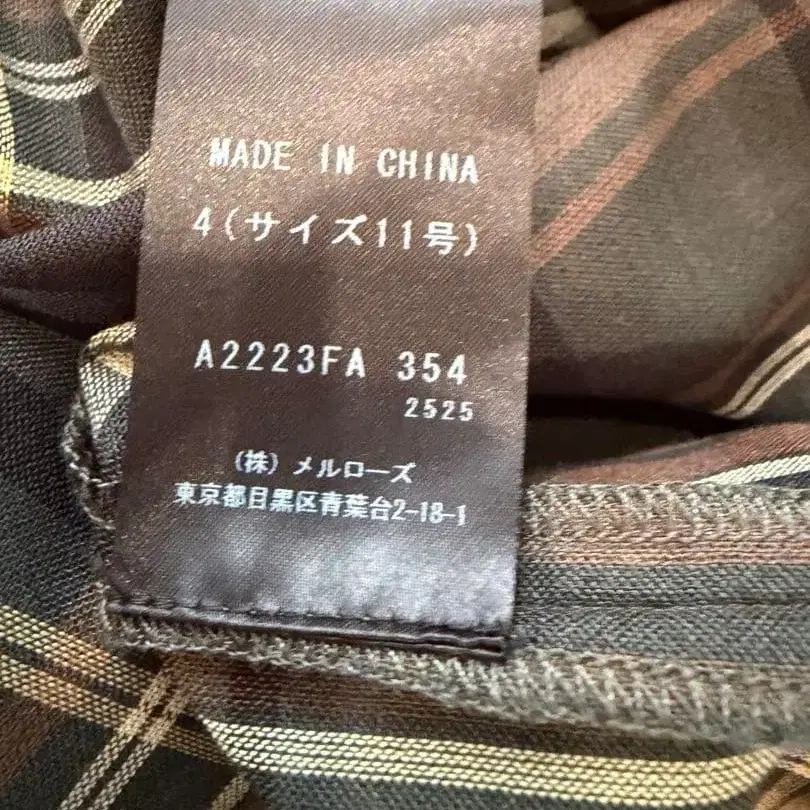 MADE IN CHINA
4(サイズ11号)
A2223FA 354
2525
(株) メルローズ
東京都目黒区青葉台2-18-1